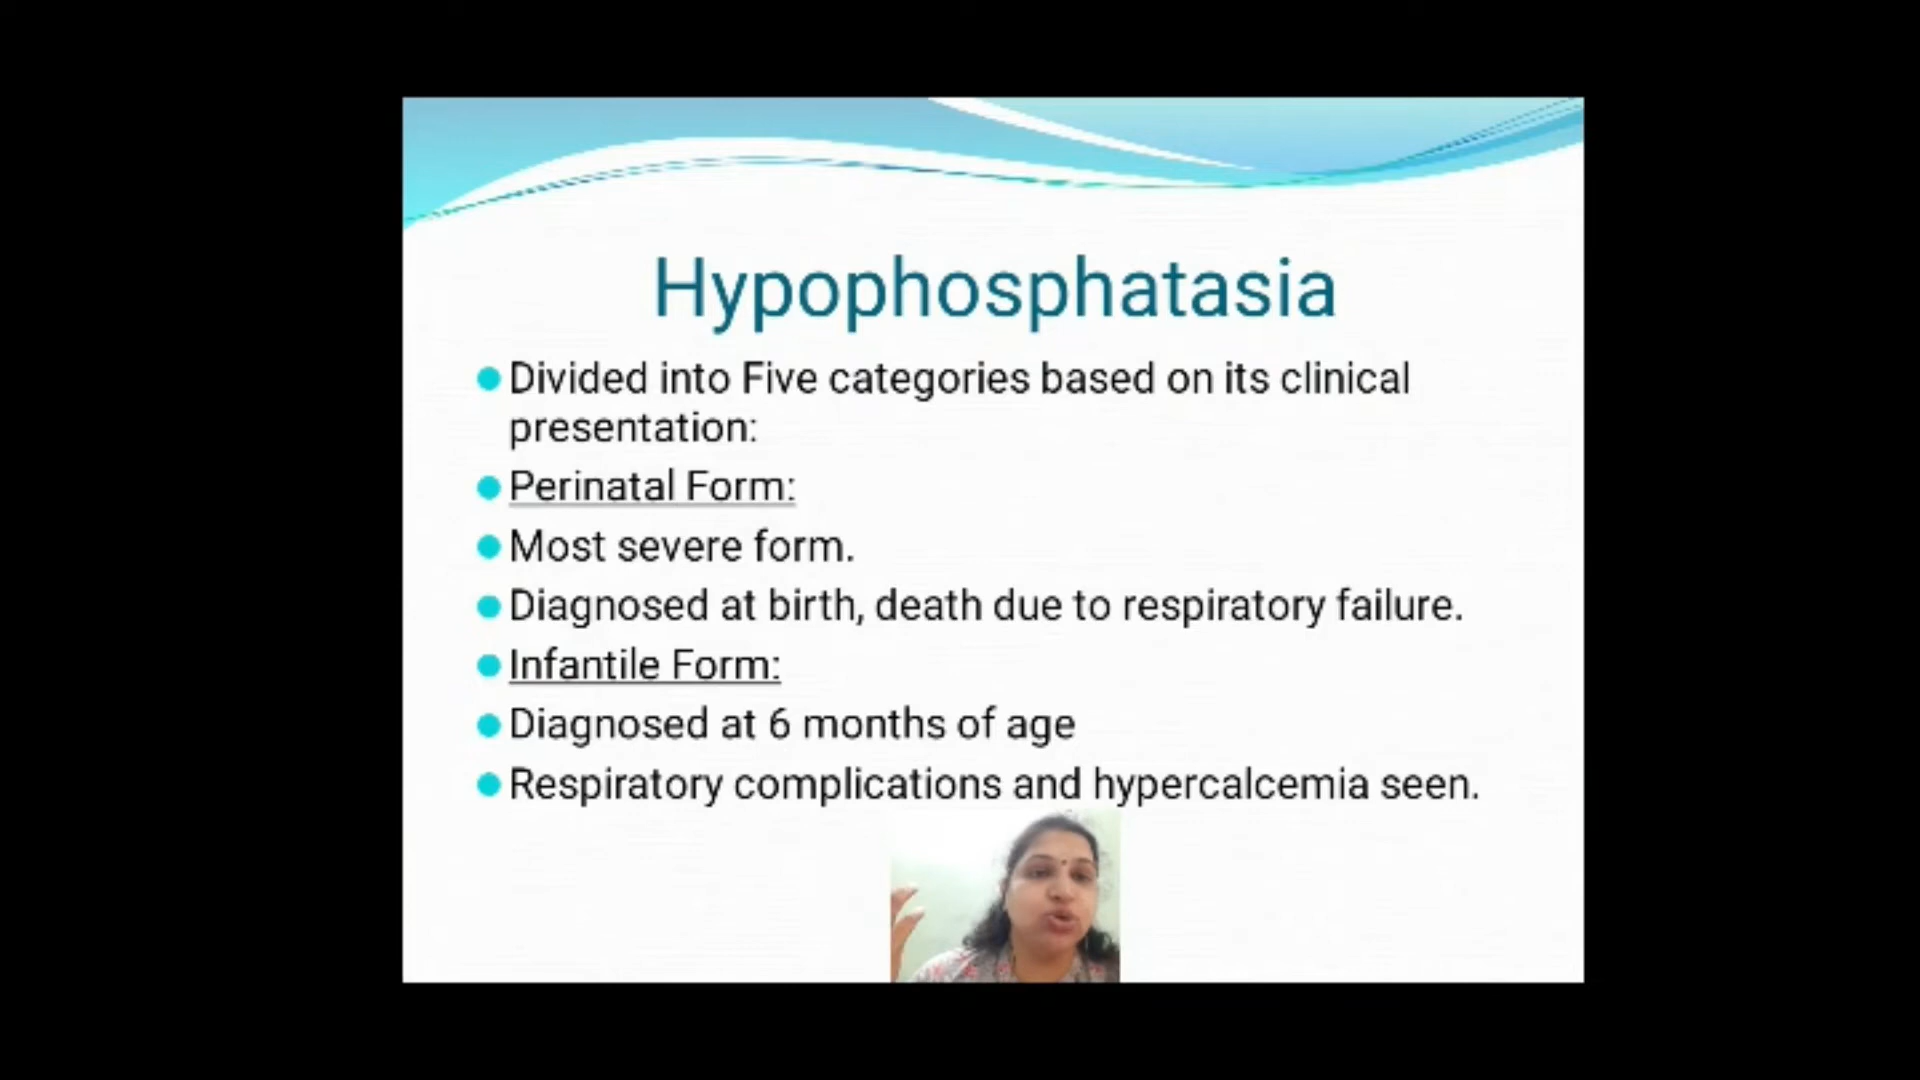 Hypophosphatasia
Divided into Five categories based on its clinical
presentation:
Perinatal Form:
Most severe form.
Diagnosed at birth, death due to respiratory failure.
Infantile Form:
Diagnosed at 6 months of age
Respiratory complications and hypercalcemia seen.